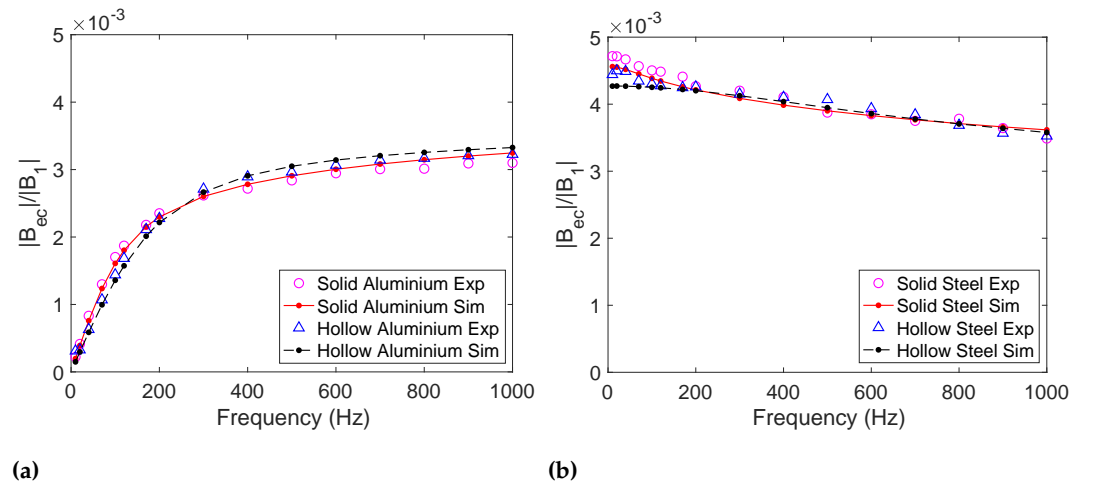 ×10⁻³
5
4
3
2
1
0
|B_ec|/|B_1|
0 200 400 600 800 1000
Frequency (Hz)
Solid Aluminium Exp
Solid Aluminium Sim
Hollow Aluminium Exp
Hollow Aluminium Sim
(a)
×10⁻³
5
4
3
2
1
0
|B_ec|/|B_1|
0 200 400 600 800 1000
Frequency (Hz)
Solid Steel Exp
Solid Steel Sim
Hollow Steel Exp
Hollow Steel Sim
(b)